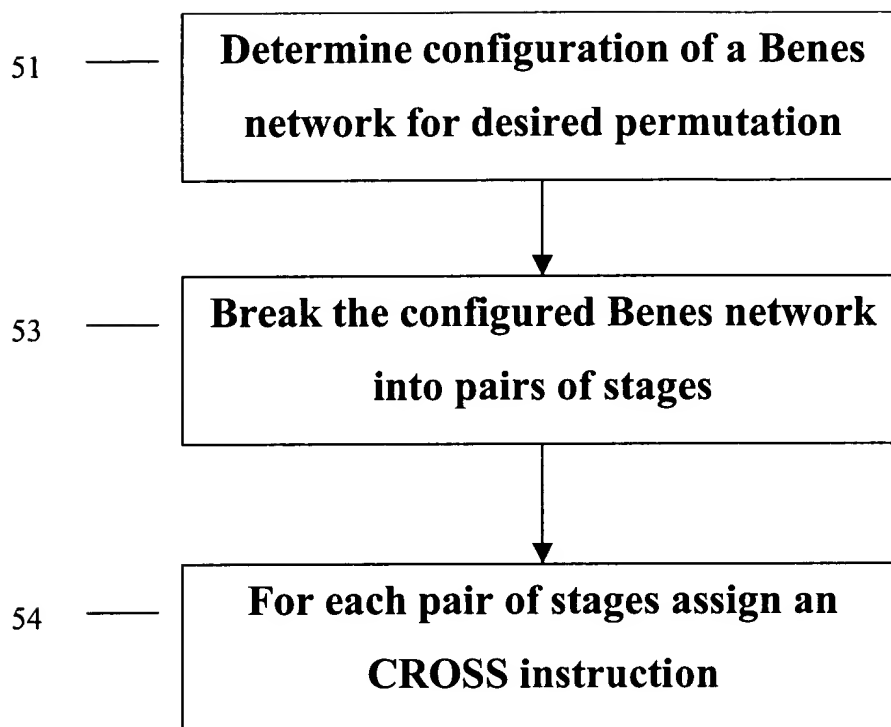 51
Determine configuration of a Benes
network for desired permutation
53
Break the configured Benes network
into pairs of stages
54
For each pair of stages assign an
CROSS instruction